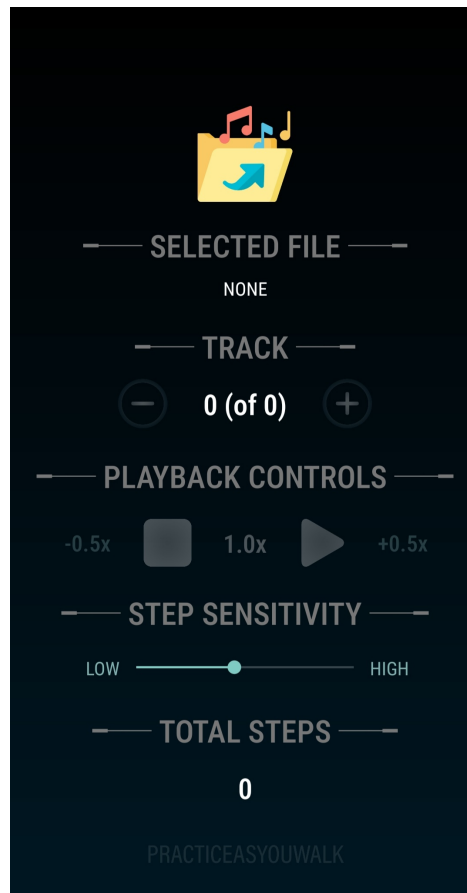 SELECTED FILE
NONE
TRACK
0 (of 0)
PLAYBACK CONTROLS
-0.5x 1.0x +0.5x
STEP SENSITIVITY
LOW HIGH
TOTAL STEPS
0
PRACTICEASYOUWALK